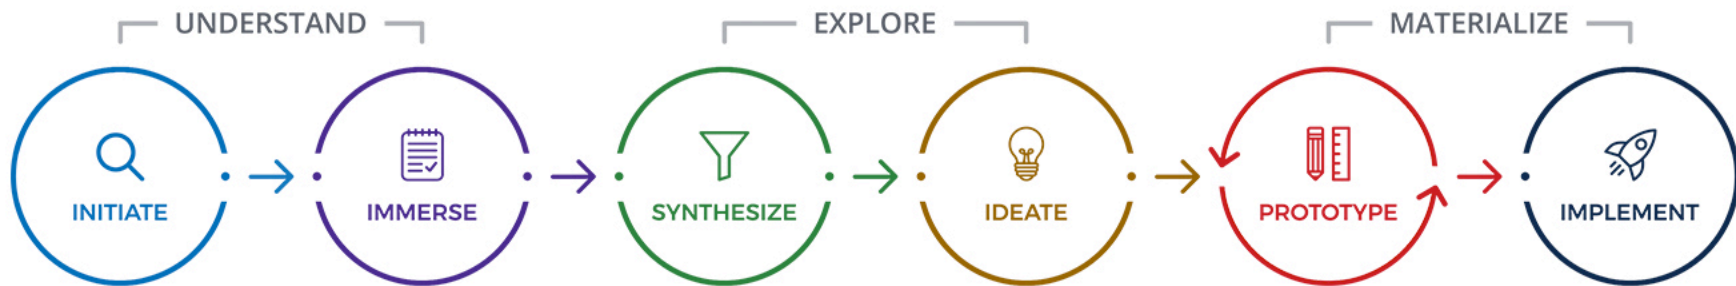 UNDERSTAND
EXPLORE
MATERIALIZE
INITIATE
IMMERSE
SYNTHESIZE
IDEATE
PROTOTYPE
IMPLEMENT